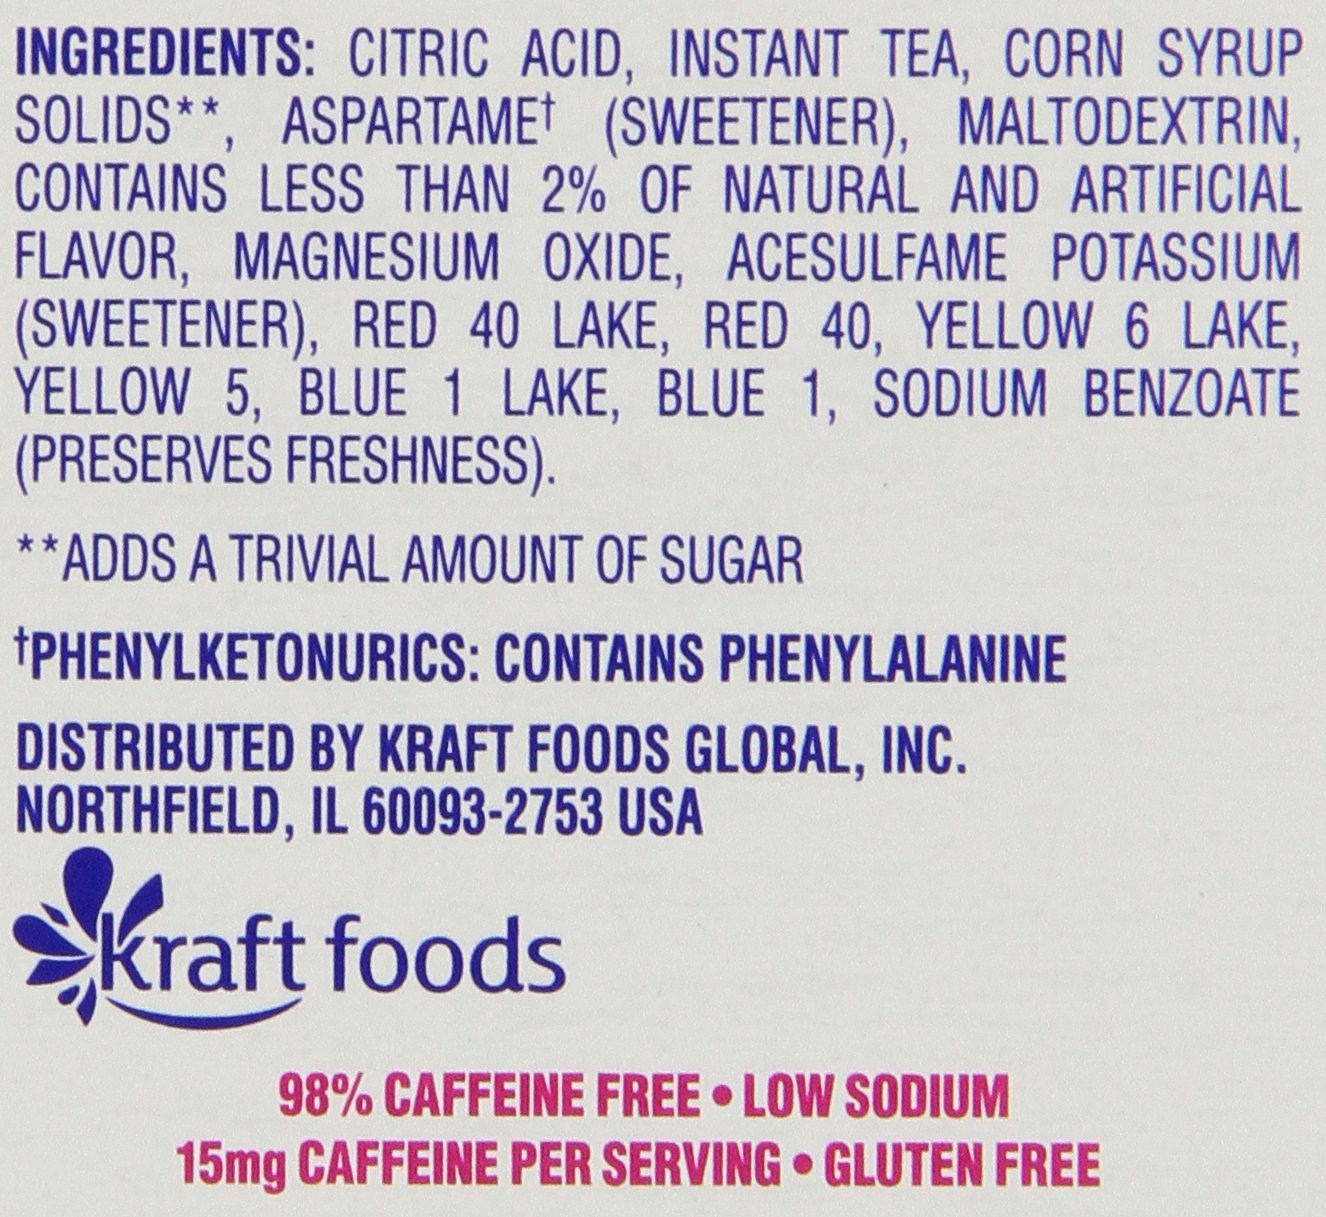 INGREDIENTS: CITRIC ACID, INSTANT TEA, CORN SYRUP
SOLIDS**, ASPARTAME† (SWEETENER), MALTODEXTRIN,
CONTAINS LESS THAN 2% OF NATURAL AND ARTIFICIAL
FLAVOR, MAGNESIUM OXIDE, ACESULFAME POTASSIUM
(SWEETENER), RED 40 LAKE, RED 40, YELLOW 6 LAKE,
YELLOW 5, BLUE 1 LAKE, BLUE 1, SODIUM BENZOATE
(PRESERVES FRESHNESS).
**ADDS A TRIVIAL AMOUNT OF SUGAR
†PHENYLKETONURICS: CONTAINS PHENYLALANINE
DISTRIBUTED BY KRAFT FOODS GLOBAL, INC.
NORTHFIELD, IL 60093-2753 USA
kraft foods
98% CAFFEINE FREE • LOW SODIUM
15mg CAFFEINE PER SERVING • GLUTEN FREE